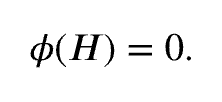 ϕ(H) = 0.